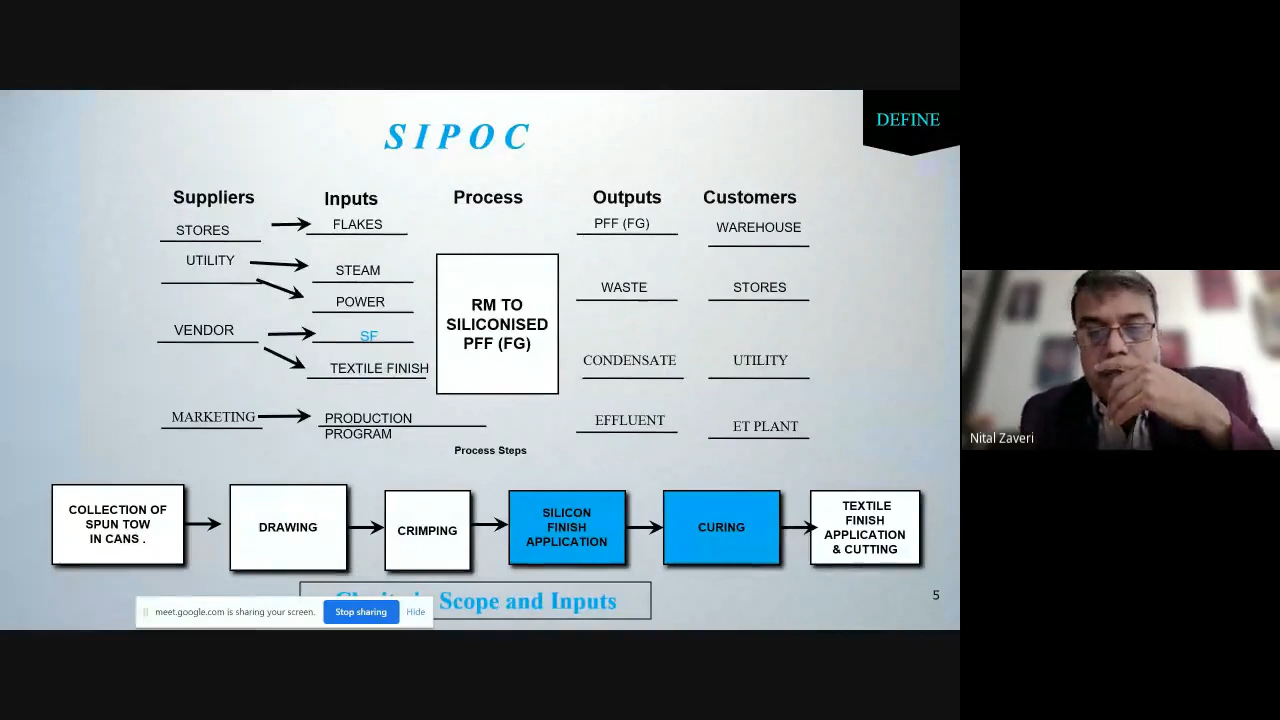 DEFINE
S I P O C
Suppliers Inputs Process Outputs Customers
STORES FLAKES PFF (FG) WAREHOUSE
UTILITY STEAM WASTE STORES
POWER
RM TO
SILICONISED
PFF (FG)
VENDOR SF CONDENSATE UTILITY
TEXTILE FINISH
MARKETING PRODUCTION EFFLUENT ET PLANT
PROGRAM
Process Steps
COLLECTION OF
SPUN TOW
IN CANS .
DRAWING
CRIMPING
SILICON
FINISH
APPLICATION
CURING
TEXTILE
FINISH
APPLICATION
& CUTTING
Scope and Inputs
5
meet.google.com is sharing your screen. Stop sharing Hide
Nital Zaveri